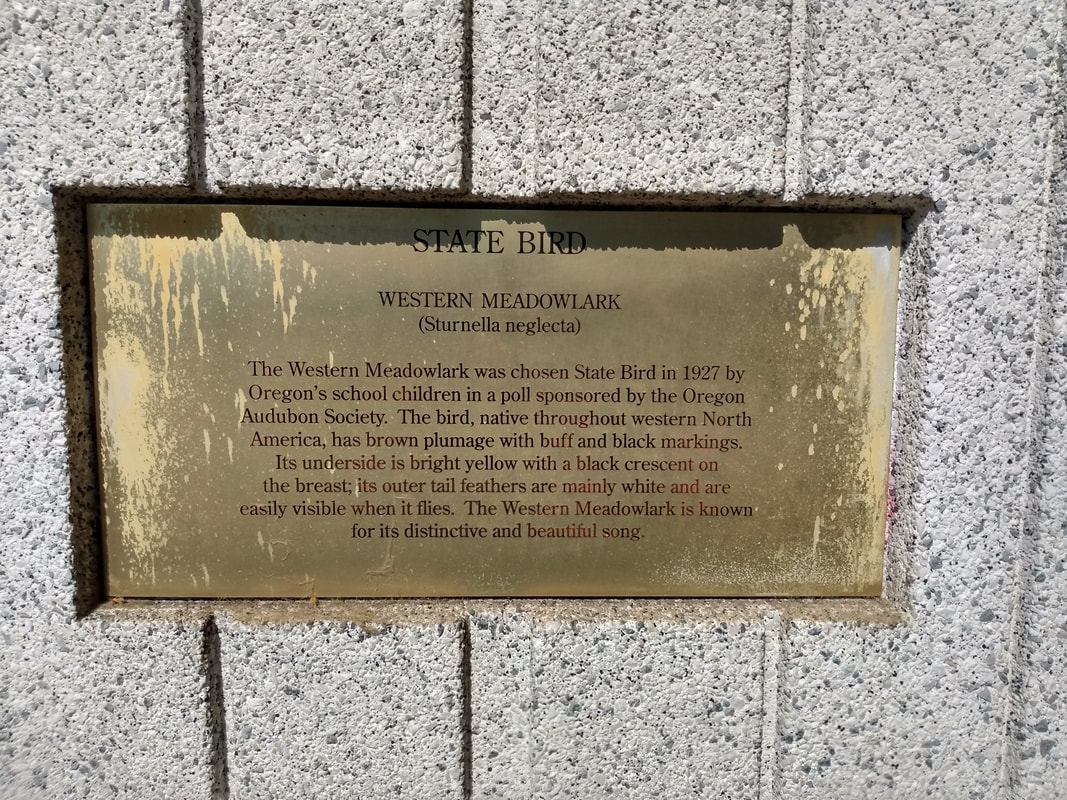 STATE BIRD
WESTERN MEADOWLARK
(Sturnella neglecta)
The Western Meadowlark was chosen State Bird in 1927 by
Oregon's school children in a poll sponsored by the Oregon
Audubon Society. The bird, native throughout western North
America, has brown plumage with buff and black markings.
Its underside is bright yellow with a black crescent on
the breast; its outer tail feathers are mainly white and are
easily visible when it flies. The Western Meadowlark is known
for its distinctive and beautiful song.